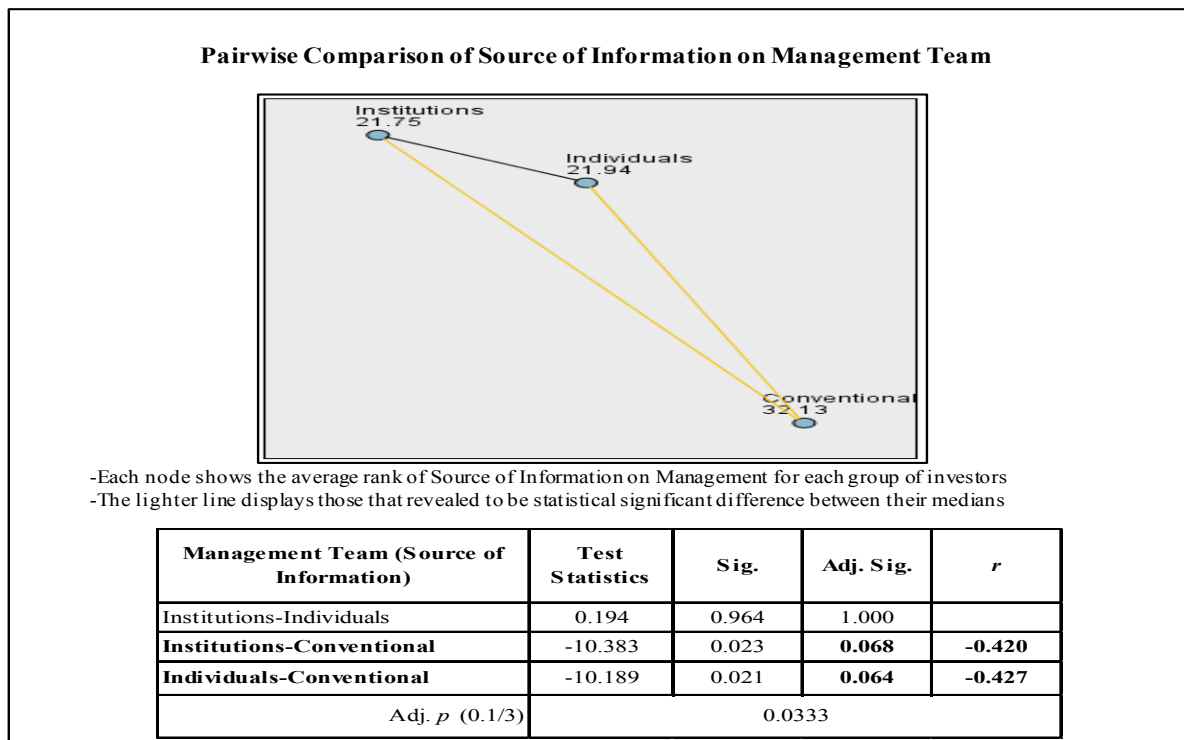 Pairwise Comparison of Source of Information on Management Team
Institutions
21.75
Individuals
21.94
Conventional
32.13
-Each node shows the average rank of Source of Information on Management for each group of investors
-The lighter line displays those that revealed to be statistical significant difference between their medians
Management Team (Source of
Information)
Test
Statistics
Sig.
Adj. Sig.
r
Institutions-Individuals 0.194 0.964 1.000
Institutions-Conventional -10.383 0.023 0.068 -0.420
Individuals-Conventional -10.189 0.021 0.064 -0.427
Adj. p (0.1/3) 0.0333